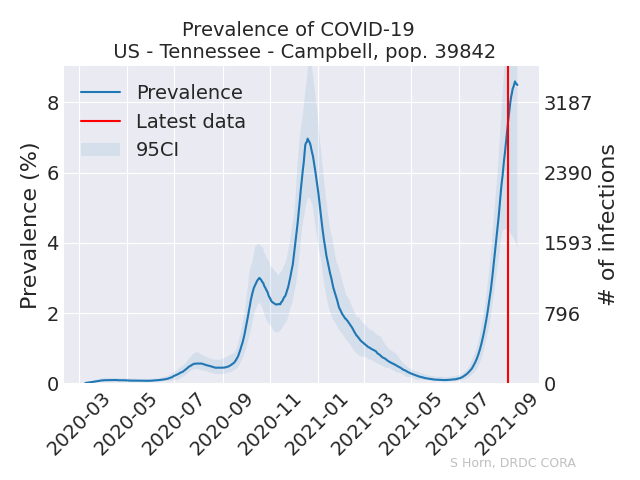 Prevalence of COVID-19
US - Tennessee - Campbell, pop. 39842
Prevalence
Latest data
95CI
Prevalence (%)
8
6
4
2
0
3187
2390
1593
796
0
# of infections
2020-03
2020-05
2020-07
2020-09
2020-11
2021-01
2021-03
2021-05
2021-07
2021-09
S Horn, DRDC CORA